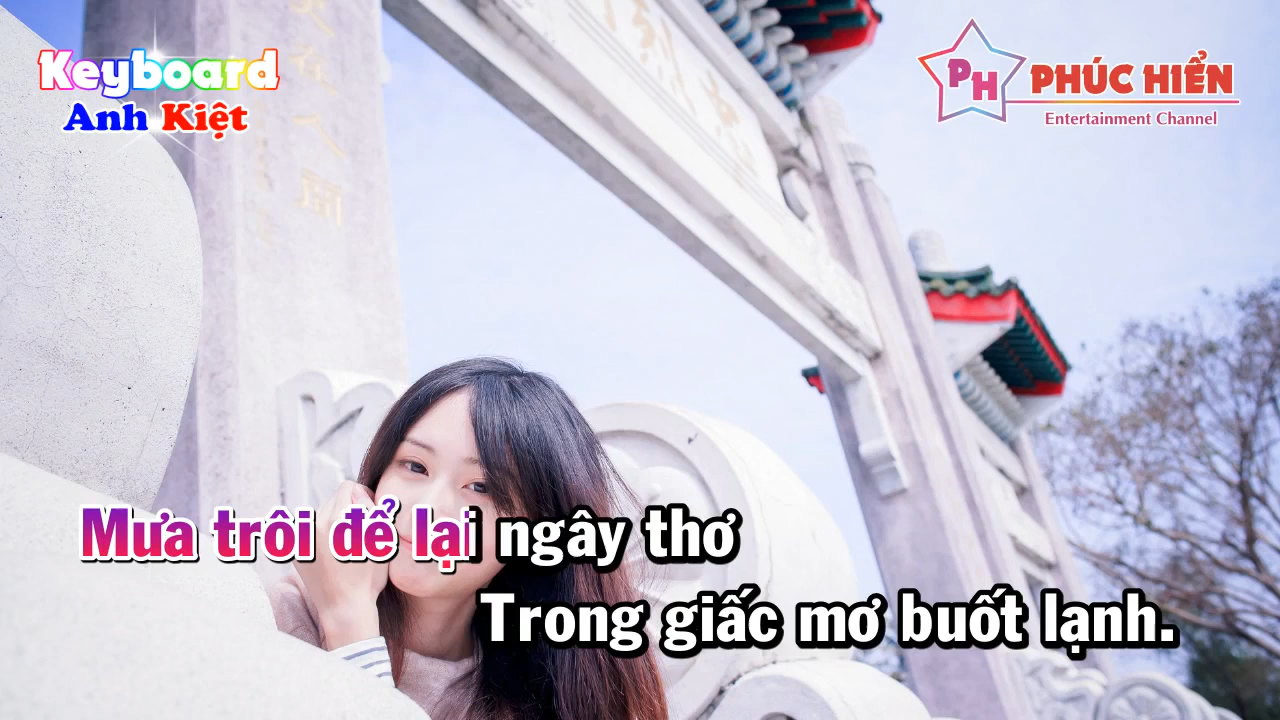 Keyboard
Anh Kiệt
PH PHÚC HIỂN
Entertainment Channel
Mưa trôi để lại ngây thơ
Trong giấc mơ buốt lạnh.